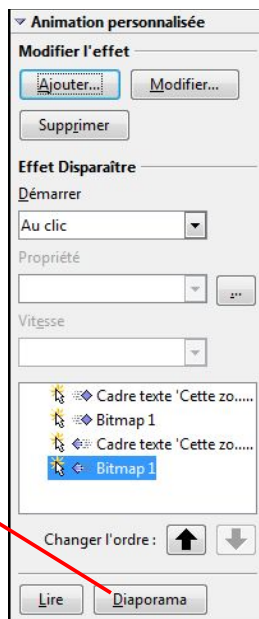 Animation personnalisée
Modifier l'effet
Ajouter... Modifier...
Supprimer
Effet Disparaître
Démarrer
Au clic
Propriété
...
Vitesse
Cadre texte 'Cette zo.....
Bitmap 1
Cadre texte 'Cette zo.....
Bitmap 1
Changer l'ordre :
Lire Diaporama